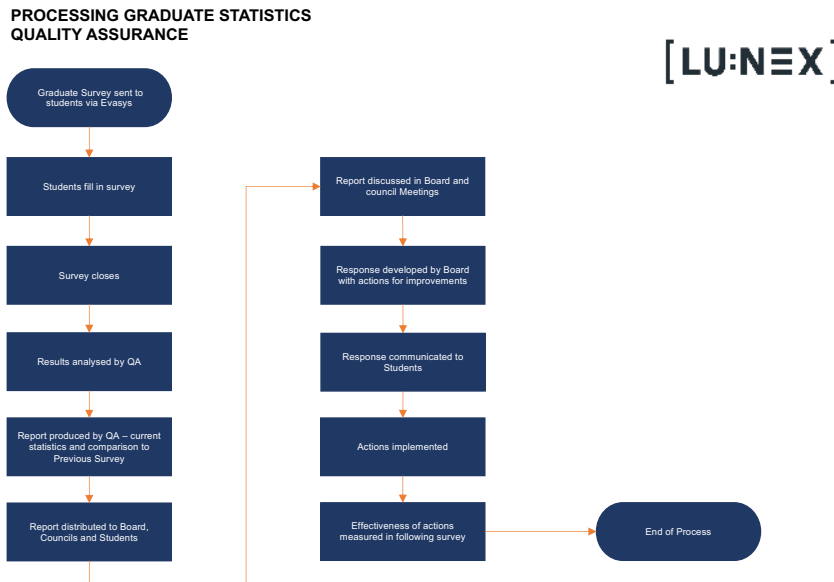 PROCESSING GRADUATE STATISTICS
QUALITY ASSURANCE
[LU:NEX]
Graduate Survey sent to
students via Evasys
Students fill in survey
Survey closes
Results analysed by QA
Report produced by QA – current
statistics and comparison to
Previous Survey
Report distributed to Board,
Councils and Students
Report discussed in Board and
council Meetings
Response developed by Board
with actions for improvements
Response communicated to
Students
Actions implemented
Effectiveness of actions
measured in following survey
End of Process